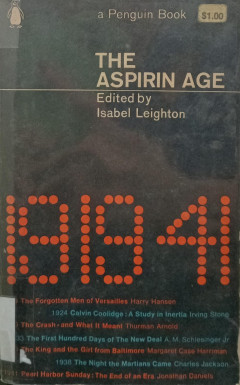 a Penguin Book
$1.00
THE
ASPIRIN AGE
Edited by
Isabel Leighton
The Forgotten Men of Versailles Harry Hansen
1924 Calvin Coolidge: A Study in Inertia Irving Stone
The Crash-and What It Meant Thurman Arnold
The First Hundred Days of The New Deal A. M. Schlesinger Jr
The King and the Girl from Baltimore Margaret Case Harriman
1938 The Night the Martians Came Charles Jackson
Pearl Harbor Sunday: The End of an Era Jonathan Daniels